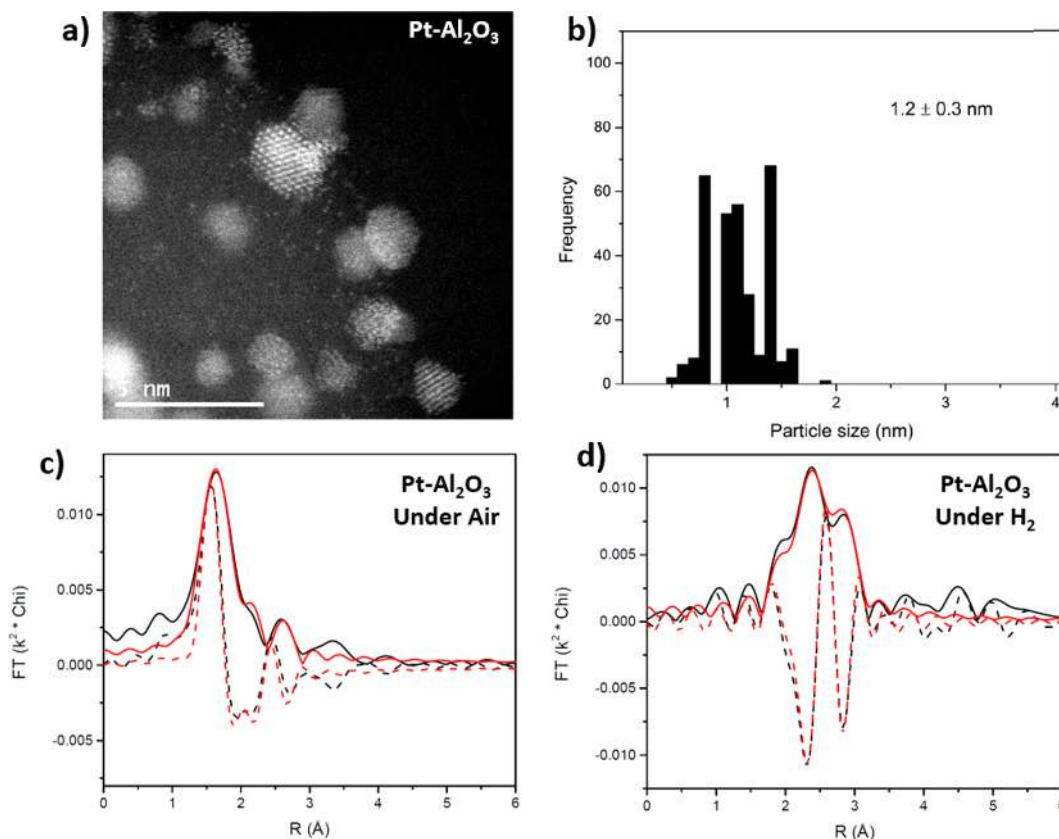 a)
Pt-Al₂O₃
5 nm
b)
100
80
60
40
20
0
Frequency
1.2 ± 0.3 nm
1
2
3
4
Particle size (nm)
c)
Pt-Al₂O₃
Under Air
0.010
0.005
0.000
-0.005
FT (k² * Chi)
0
1
2
3
4
5
6
R (Å)
d)
Pt-Al₂O₃
Under H₂
0.010
0.005
0.000
-0.005
-0.010
FT (k² * Chi)
0
1
2
3
4
5
6
R (Å)